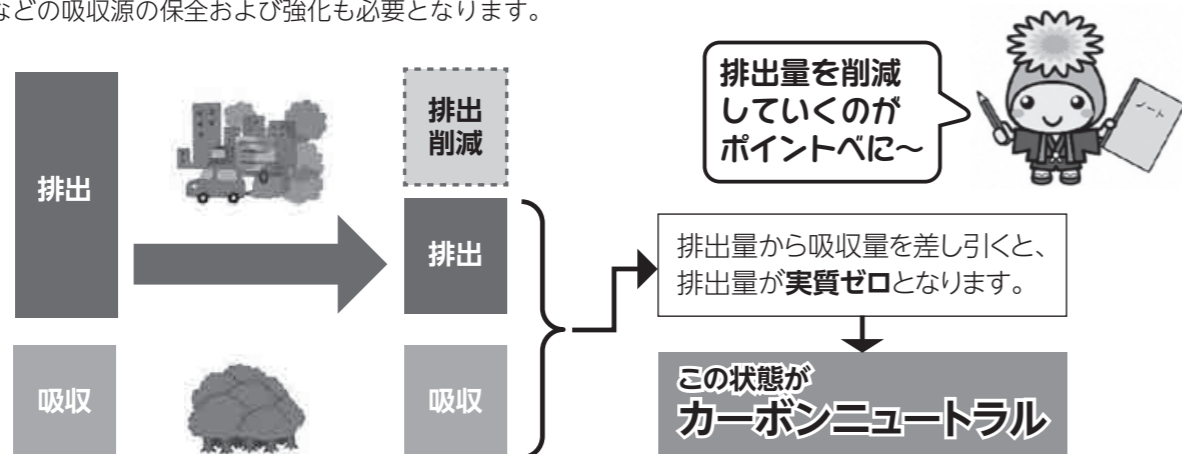 などの吸収源の保全および強化も必要となります。
排出
吸収
排出
削減
排出
吸収
排出量を削減
していくのが
ポイントべに～
ノート
排出量から吸収量を差し引くと、
排出量が実質ゼロとなります。
この状態が
カーボンニュートラル